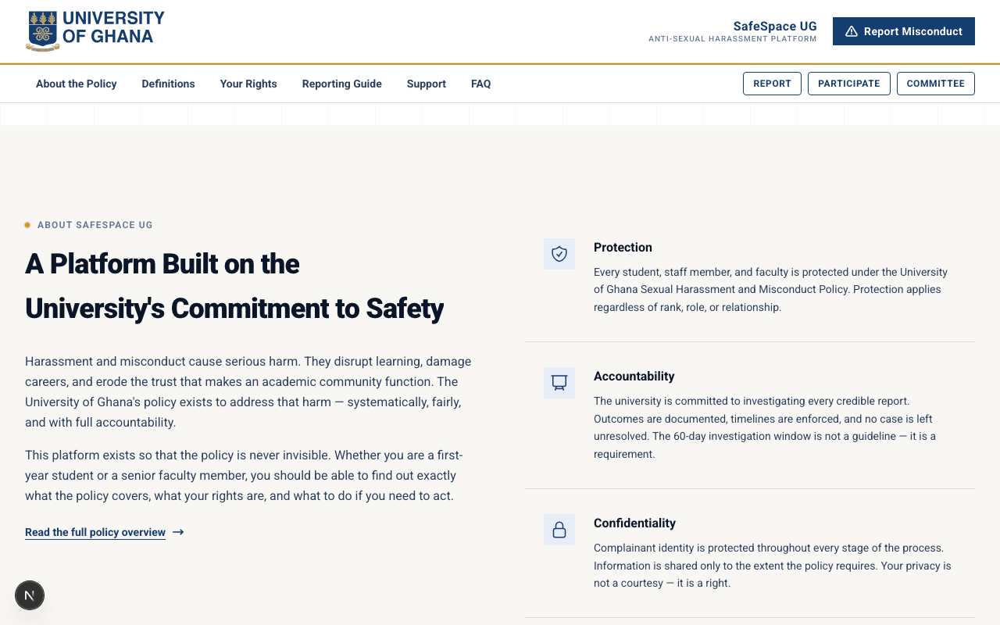 UNIVERSITY
OF GHANA
SafeSpace UG
ANTI-SEXUAL HARASSMENT PLATFORM
Report Misconduct
About the Policy
Definitions
Your Rights
Reporting Guide
Support
FAQ
REPORT
PARTICIPATE
COMMITTEE
ABOUT SAFESPACE UG
A Platform Built on the
University's Commitment to Safety
Harassment and misconduct cause serious harm. They disrupt learning, damage
careers, and erode the trust that makes an academic community function. The
University of Ghana's policy exists to address that harm — systematically, fairly,
and with full accountability.
This platform exists so that the policy is never invisible. Whether you are a first-
year student or a senior faculty member, you should be able to find out exactly
what the policy covers, what your rights are, and what to do if you need to act.
Read the full policy overview →
Protection
Every student, staff member, and faculty is protected under the University
of Ghana Sexual Harassment and Misconduct Policy. Protection applies
regardless of rank, role, or relationship.
Accountability
The university is committed to investigating every credible report.
Outcomes are documented, timelines are enforced, and no case is left
unresolved. The 60-day investigation window is not a guideline — it is a
requirement.
Confidentiality
Complainant identity is protected throughout every stage of the process.
Information is shared only to the extent the policy requires. Your privacy is
not a courtesy — it is a right.
N